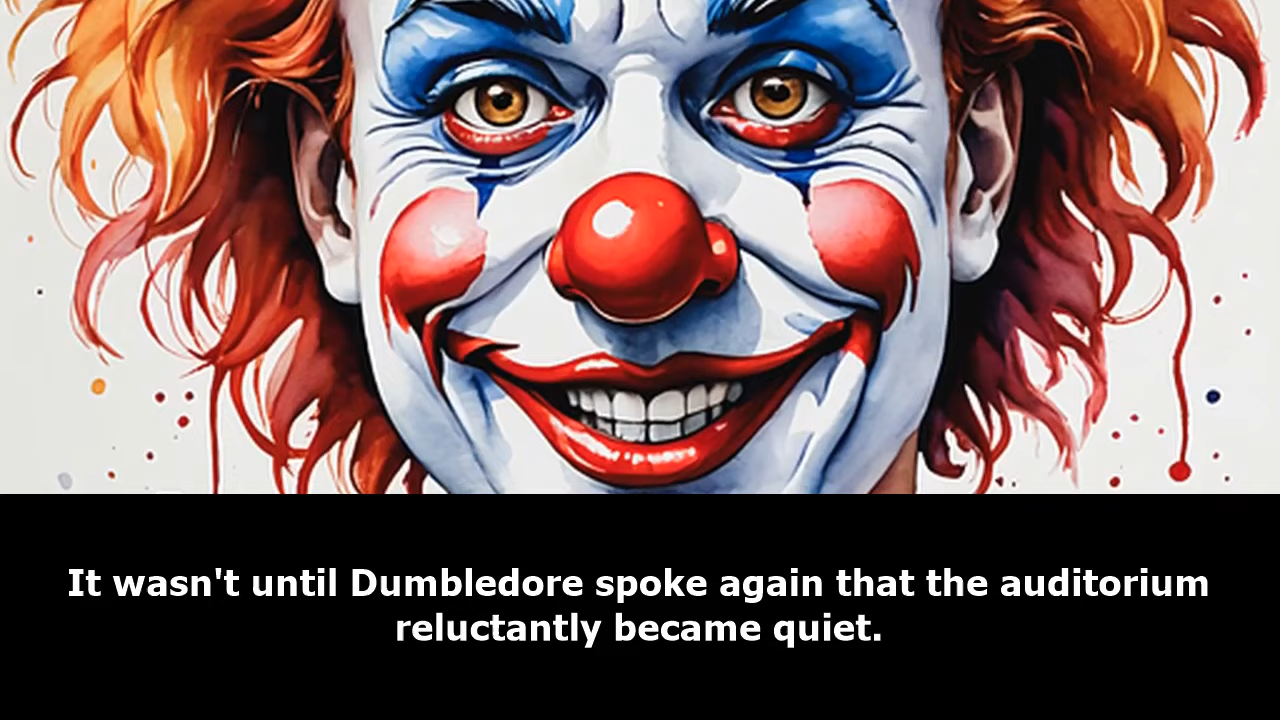 It wasn't until Dumbledore spoke again that the auditorium
reluctantly became quiet.